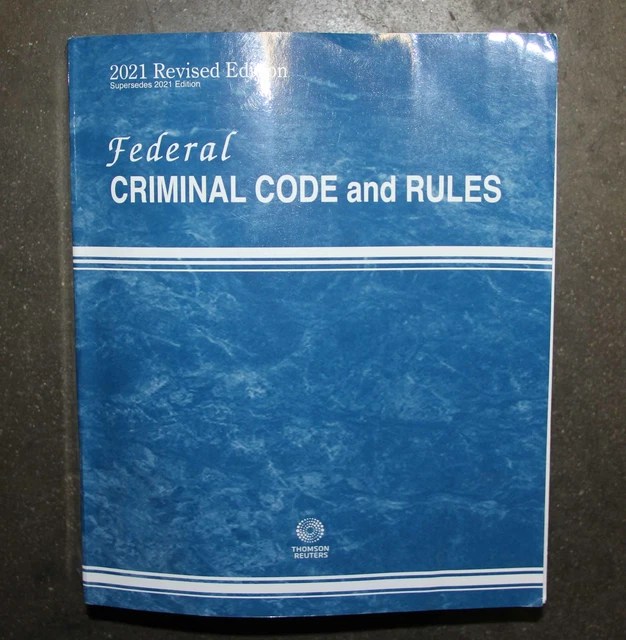 2021 Revised Edition
Supersedes 2021 Edition
Federal
CRIMINAL CODE and RULES
THOMSON
REUTERS